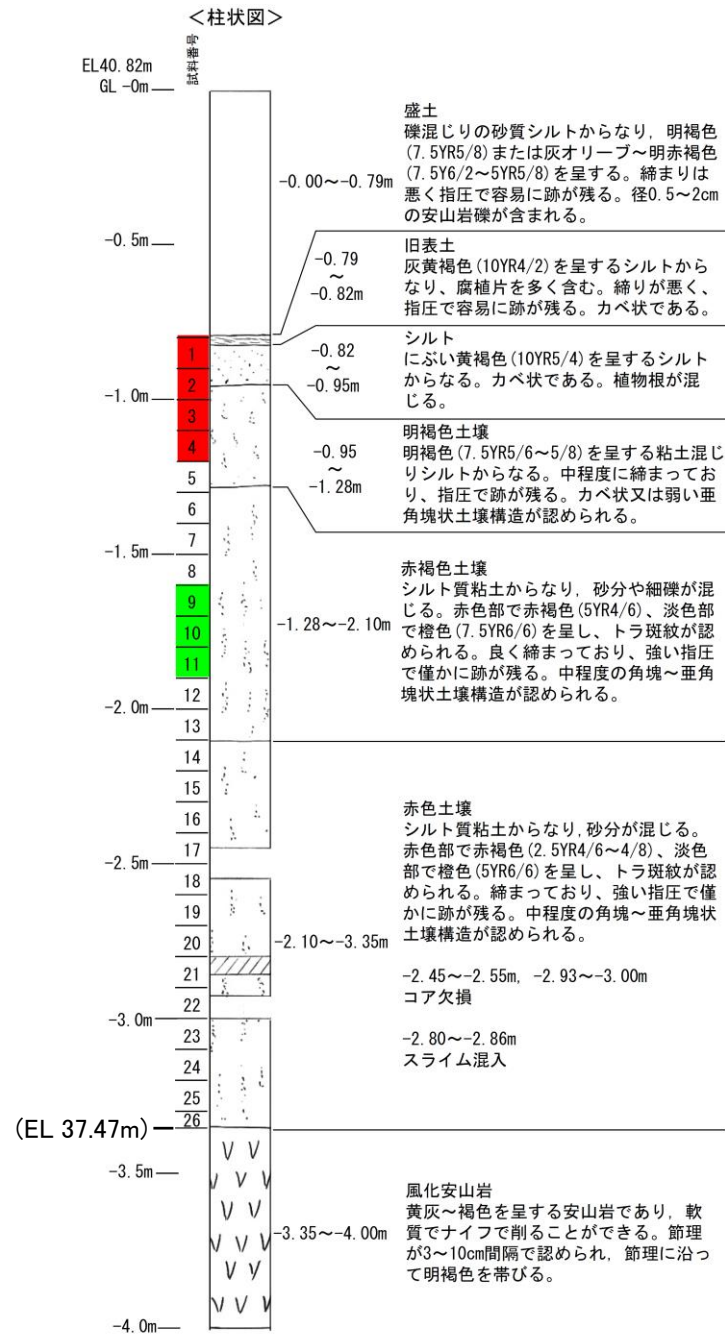 ＜柱状図＞
試料番号
EL40.82m
GL -0m
盛土
礫混じりの砂質シルトからなり，明褐色
(7.5YR5/8)または灰オリーブ～明赤褐色
(7.5Y6/2～5YR5/8)を呈する。締まりは
悪く指圧で容易に跡が残る。径0.5～2cm
の安山岩礫が含まれる。
-0.00～-0.79m
-0.5m
旧表土
灰黄褐色(10YR4/2)を呈するシルトから
なり、腐植片を多く含む。締りが悪く、
指圧で容易に跡が残る。カベ状である。
-0.79
～
-0.82m
シルト
にぶい黄褐色(10YR5/4)を呈するシルト
からなる。カベ状である。植物根が混
じる。
-0.82
～
-0.95m
1
2
-1.0m
3
4
5
明褐色土壌
明褐色(7.5YR5/6～5/8)を呈する粘土混じ
りシルトからなる。中程度に締まってお
り、指圧で跡が残る。カベ状又は弱い亜
角塊状土壌構造が認められる。
-0.95
～
-1.28m
6
7
-1.5m
8
9
10
11
12
-2.0m
13
赤褐色土壌
シルト質粘土からなり，砂分や細礫が混
じる。赤色部で赤褐色(5YR4/6)、淡色部
で橙色(7.5YR6/6)を呈し、トラ斑紋が認
められる。良く締まっており、強い指圧
で僅かに跡が残る。中程度の角塊～亜角
塊状土壌構造が認められる。
-1.28～-2.10m
14
15
16
-2.5m
17
18
19
20
21
22
-3.0m
23
24
25
26
赤色土壌
シルト質粘土からなり，砂分が混じる。
赤色部で赤褐色(2.5YR4/6～4/8)、淡色
部で橙色(5YR6/6)を呈し、トラ斑紋が認
められる。締まっており、強い指圧で僅
かに跡が残る。中程度の角塊～亜角塊状
土壌構造が認められる。
-2.10～-3.35m
-2.45～-2.55m，-2.93～-3.00m
コア欠損
-2.80～-2.86m
スライム混入
(EL 37.47m)
-3.5m
風化安山岩
黄灰～褐色を呈する安山岩であり，軟
質でナイフで削ることができる。節理
が3～10cm間隔で認められ，節理に沿っ
て明褐色を帯びる。
-3.35～-4.00m
-4.0m